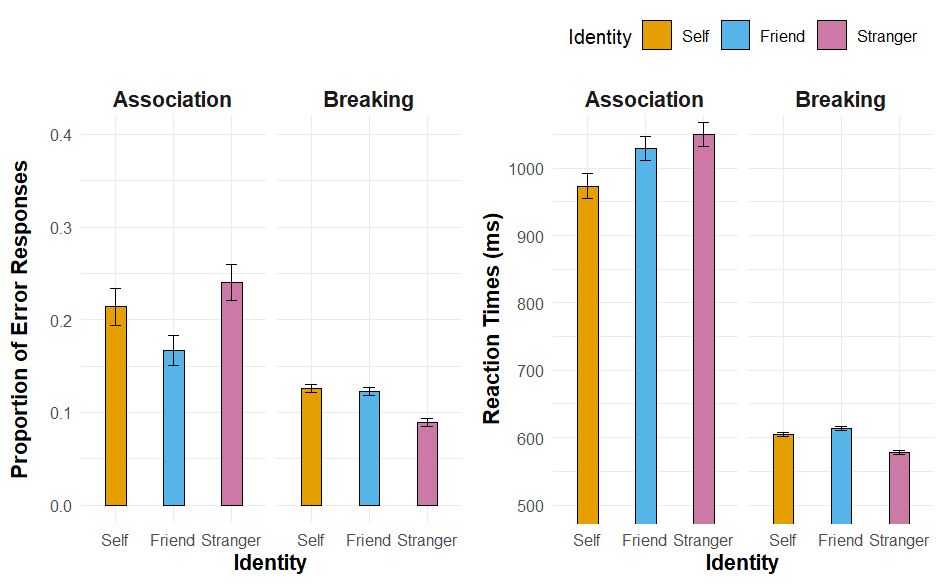 Identity Self Friend Stranger
Association Breaking
Proportion of Error Responses
0.4
0.3
0.2
0.1
0.0
Self Friend Stranger Self Friend Stranger
Identity
Association Breaking
Reaction Times (ms)
1000
900
800
700
600
500
Self Friend Stranger Self Friend Stranger
Identity